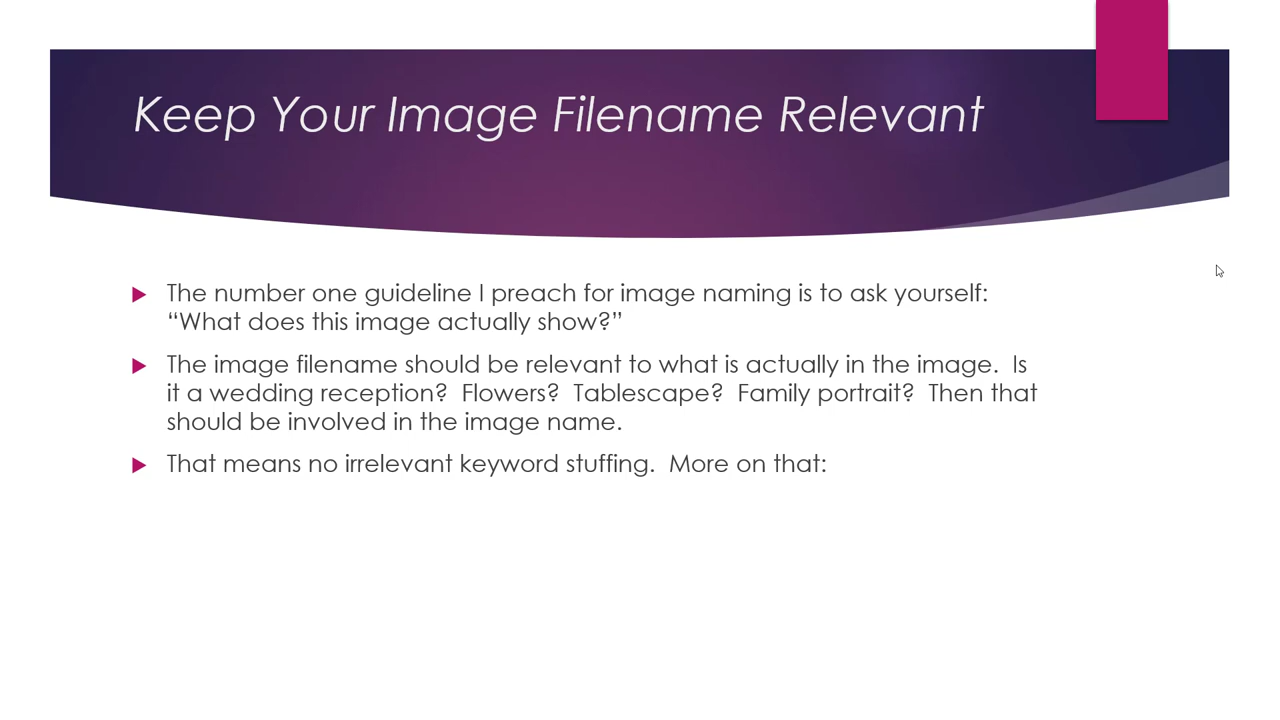 Keep Your Image Filename Relevant
The number one guideline I preach for image naming is to ask yourself:
“What does this image actually show?”
The image filename should be relevant to what is actually in the image.  Is
it a wedding reception?  Flowers?  Tablescape?  Family portrait?  Then that
should be involved in the image name.
That means no irrelevant keyword stuffing.  More on that: